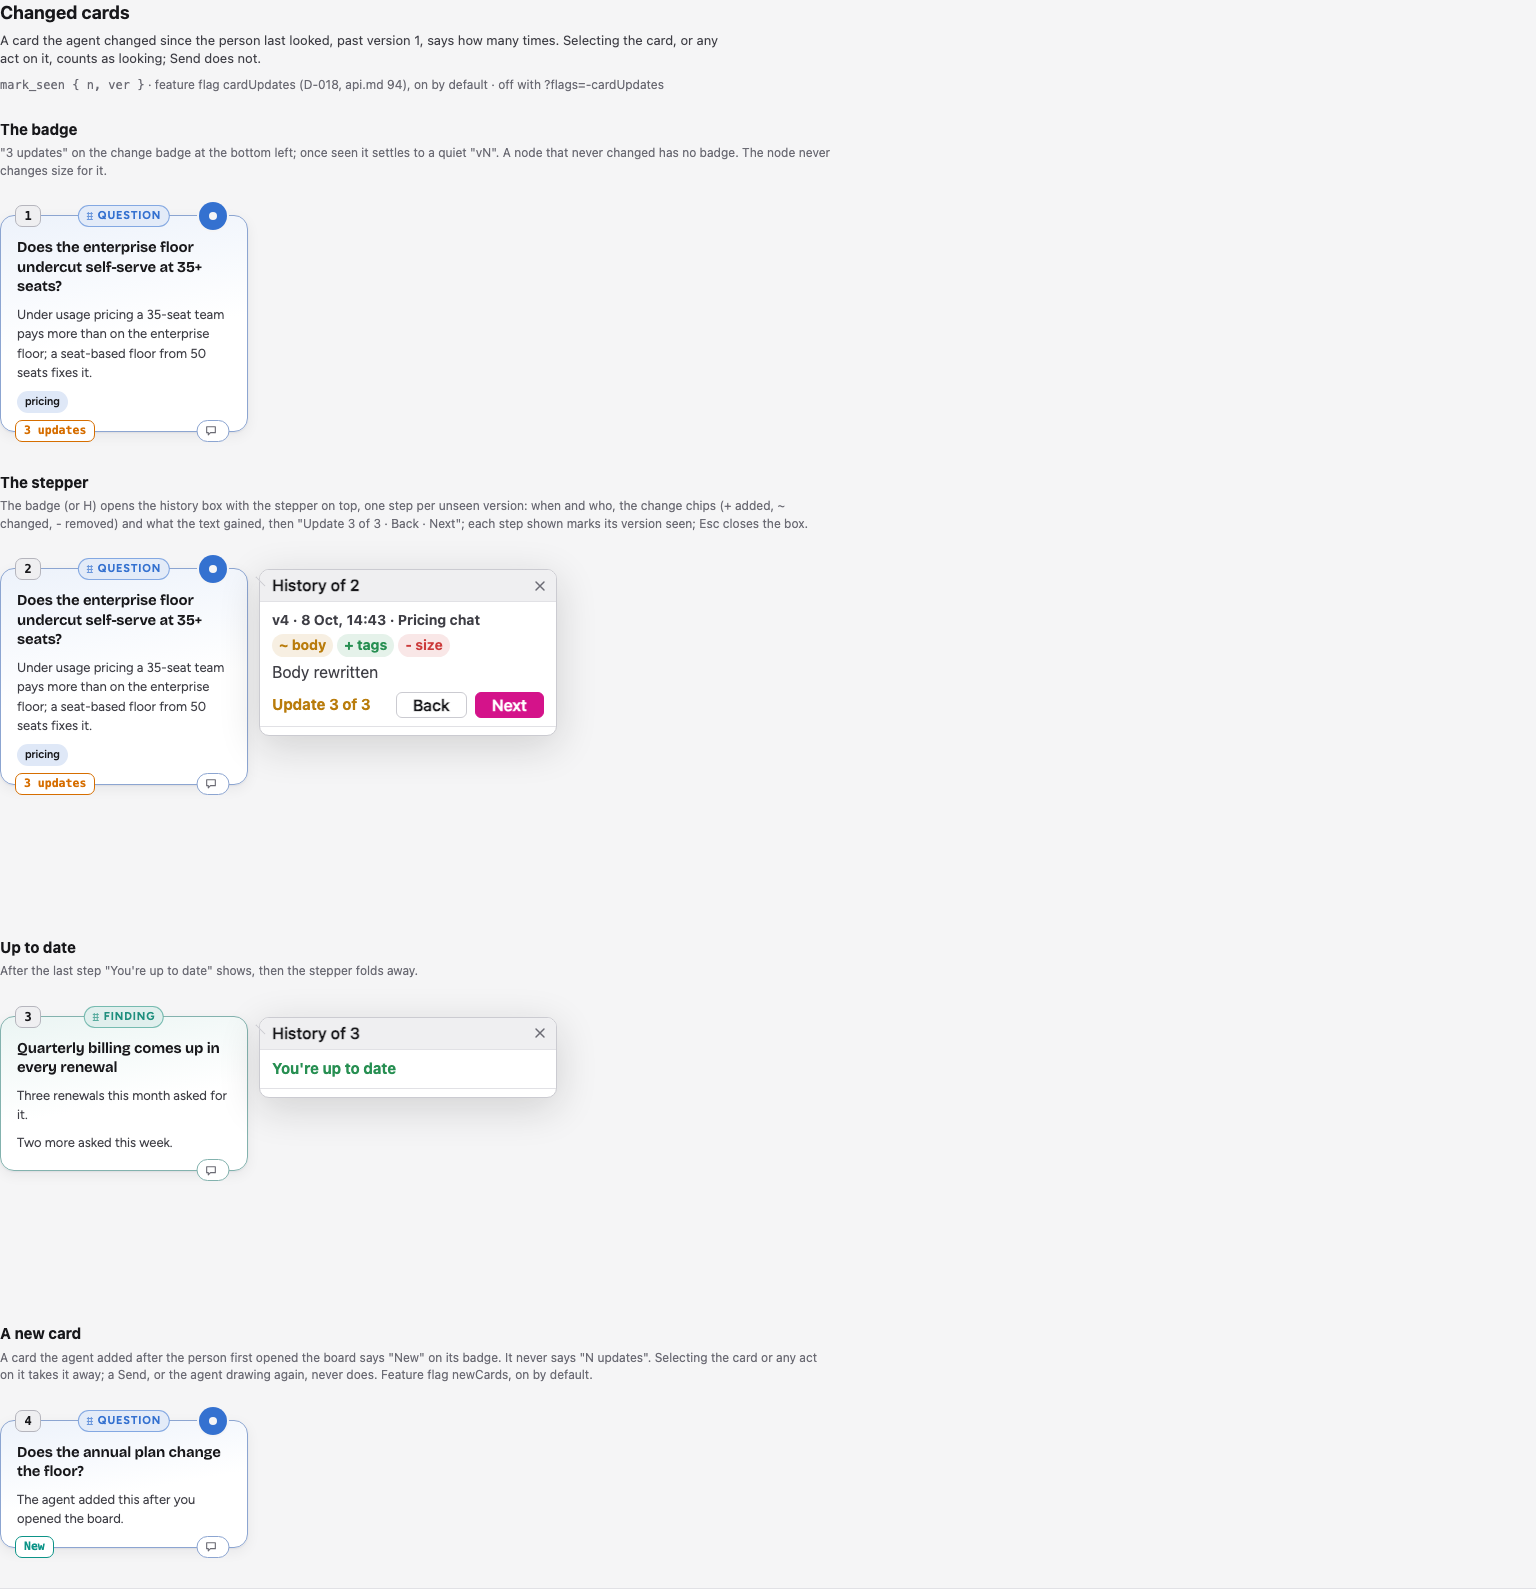 Changed cards
A card the agent changed since the person last looked, past version 1, says how many times. Selecting the card, or any
act on it, counts as looking; Send does not.
mark_seen { n, ver } · feature flag cardUpdates (D-018, api.md 94), on by default · off with ?flags=-cardUpdates
The badge
"3 updates" on the change badge at the bottom left; once seen it settles to a quiet "vN". A node that never changed has no badge. The node never
changes size for it.
1
QUESTION
Does the enterprise floor
undercut self-serve at 35+
seats?
Under usage pricing a 35-seat team
pays more than on the enterprise
floor; a seat-based floor from 50
seats fixes it.
pricing
3 updates
The stepper
The badge (or H) opens the history box with the stepper on top, one step per unseen version: when and who, the change chips (+ added, ~
changed, - removed) and what the text gained, then "Update 3 of 3 · Back · Next"; each step shown marks its version seen; Esc closes the box.
2
QUESTION
Does the enterprise floor
undercut self-serve at 35+
seats?
Under usage pricing a 35-seat team
pays more than on the enterprise
floor; a seat-based floor from 50
seats fixes it.
pricing
3 updates
History of 2
v4 · 8 Oct, 14:43 · Pricing chat
~ body + tags - size
Body rewritten
Update 3 of 3 Back Next
Up to date
After the last step "You're up to date" shows, then the stepper folds away.
3
FINDING
Quarterly billing comes up in
every renewal
Three renewals this month asked for
it.
Two more asked this week.
History of 3
You're up to date
A new card
A card the agent added after the person first opened the board says "New" on its badge. It never says "N updates". Selecting the card or any act
on it takes it away; a Send, or the agent drawing again, never does. Feature flag newCards, on by default.
4
QUESTION
Does the annual plan change
the floor?
The agent added this after you
opened the board.
New